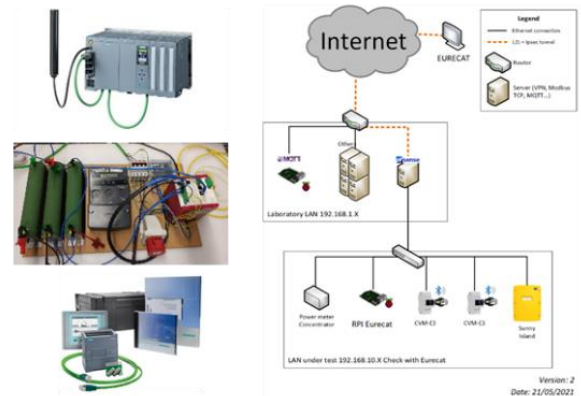 Internet
EURECAT
Legend
Ethernet connection
L2L = Ipsec tunnel
Router
Server (VPN, Modbus
TCP, MQTT...)
Other
MQTT
Laboratory LAN 192.168.1.X
Power meter
Concentrator
RPI Eurecat
CVM-C3
CVM-C3
Sunny
Island
LAN under test 192.168.10.X Check with Eurecat
Version: 2
Date: 21/05/2021